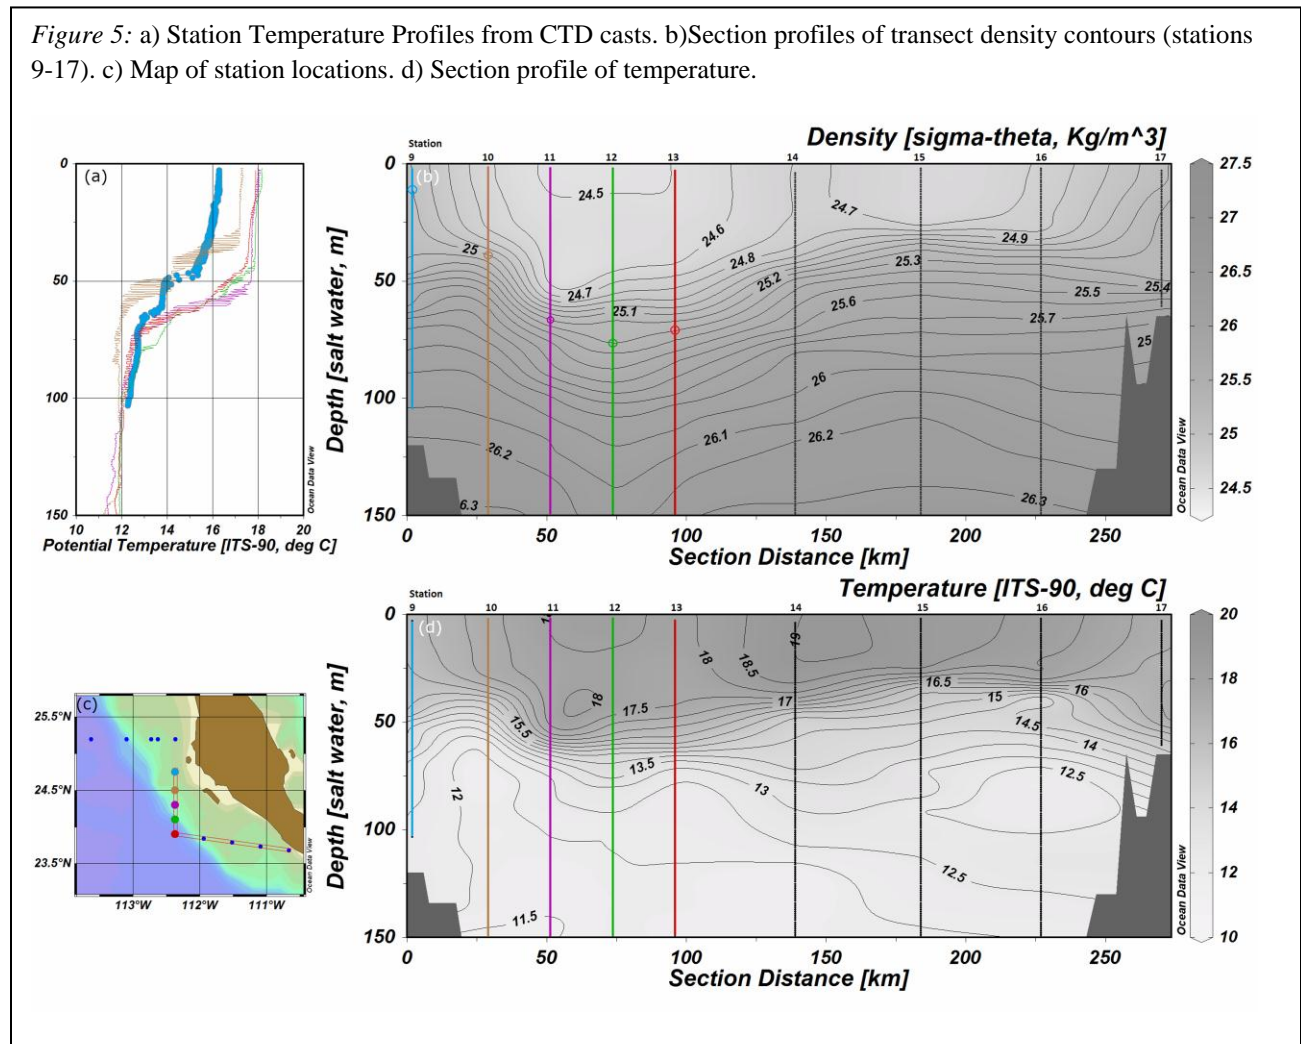 Figure 5: a) Station Temperature Profiles from CTD casts. b)Section profiles of transect density contours (stations
9-17). c) Map of station locations. d) Section profile of temperature.
(a)
0
50
100
150
10 12 14 16 18 20
Potential Temperature [ITS-90, deg C]
Depth [salt water, m]
Ocean Data View
Density [sigma-theta, Kg/m^3]
Station
9 10 11 12 13 14 15 16 17
(b)
0
50
100
150
24.5
24.6
24.7
24.8
24.9
25
25.3
25.2
24.7
25.1
25.4
25.5
25.6
25.7
25
26
26.1
26.2
26.2
6.3
26.3
0 50 100 150 200 250
Section Distance [km]
27.5
27
26.5
26
25.5
25
24.5
Ocean Data View
(c)
25.5°N
24.5°N
23.5°N
113°W 112°W 111°W
Ocean Data View
Temperature [ITS-90, deg C]
Station
9 10 11 12 13 14 15 16 17
(d)
Depth [salt water, m]
0
50
100
150
18
18.5
19
18
17.5
17
16.5
16
15
15.5
14.5
14
13.5
13
12.5
12
12.5
11.5
0 50 100 150 200 250
Section Distance [km]
20
18
16
14
12
10
Ocean Data View